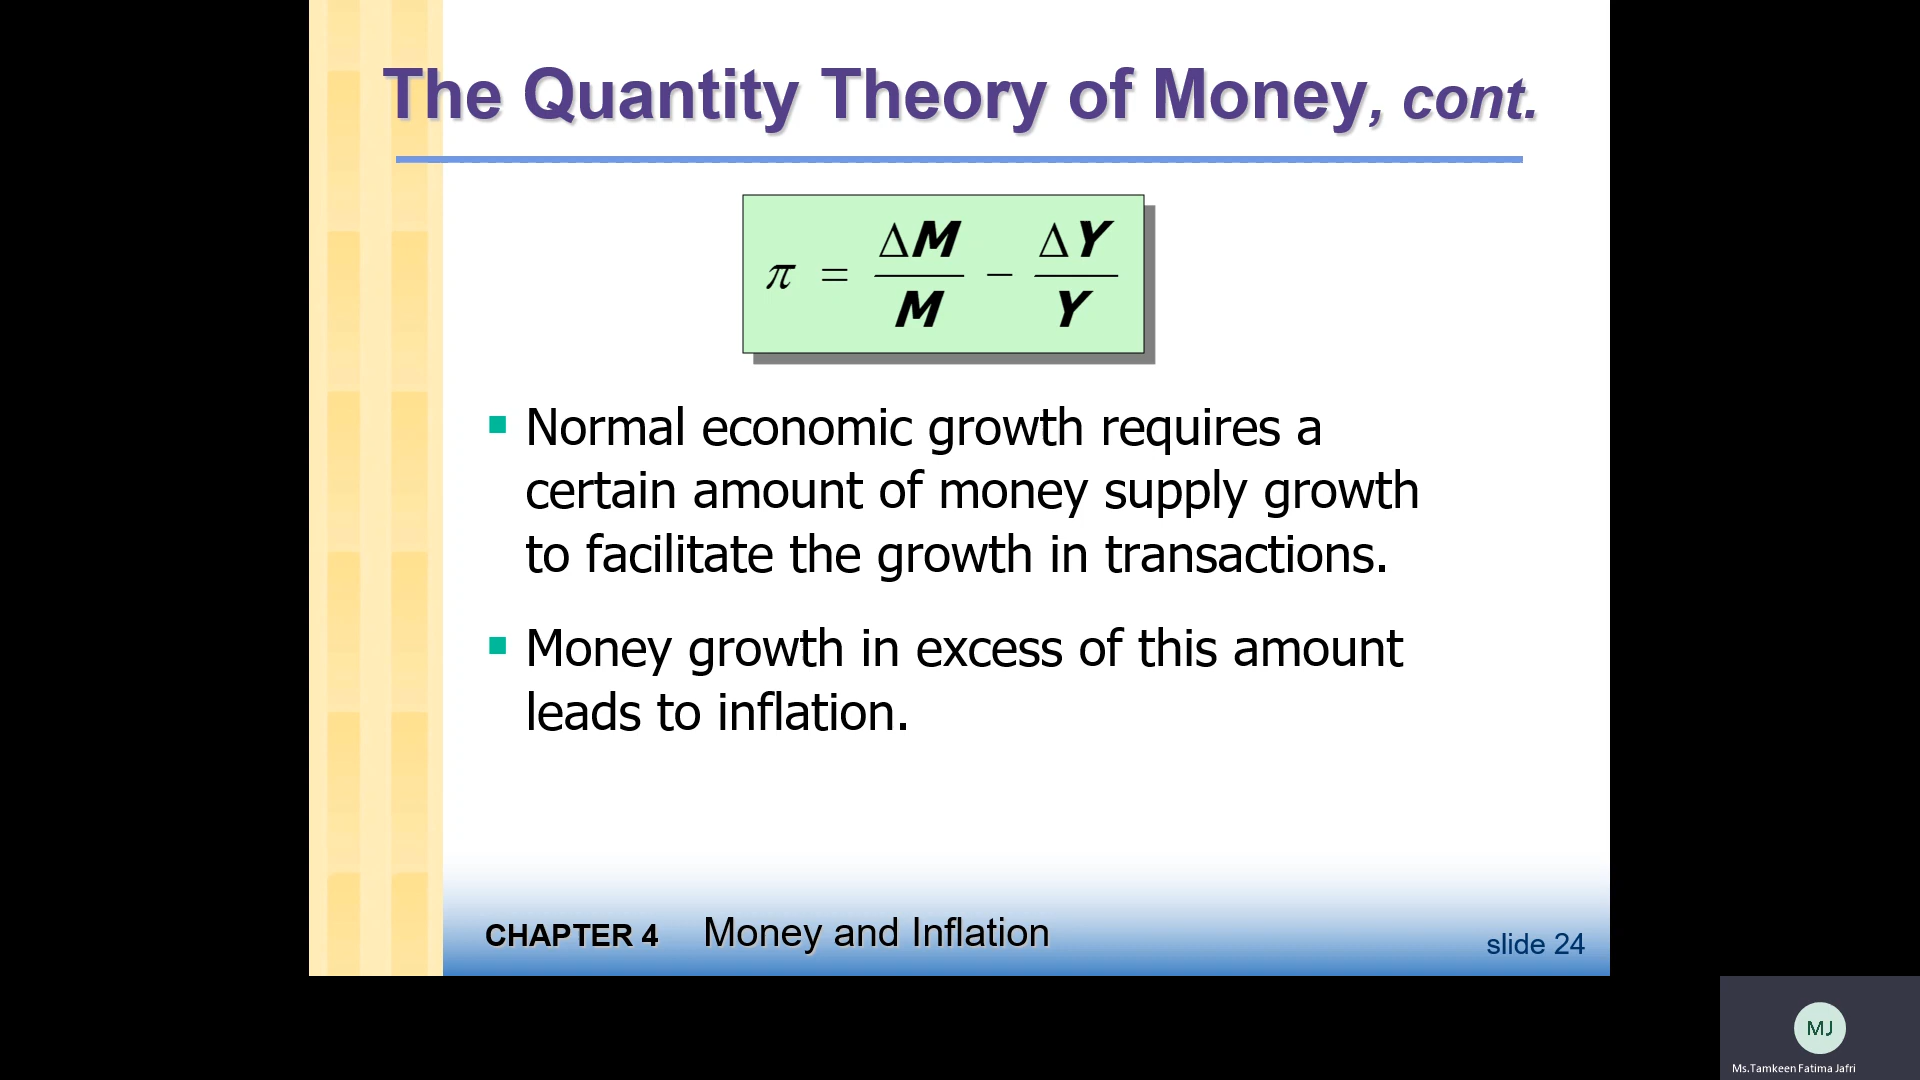 The Quantity Theory of Money, cont.
π = ΔM/M − ΔY/Y
Normal economic growth requires a
certain amount of money supply growth
to facilitate the growth in transactions.
Money growth in excess of this amount
leads to inflation.
CHAPTER 4 Money and Inflation
slide 24
MJ
Ms.Tamkeen Fatima Jafri